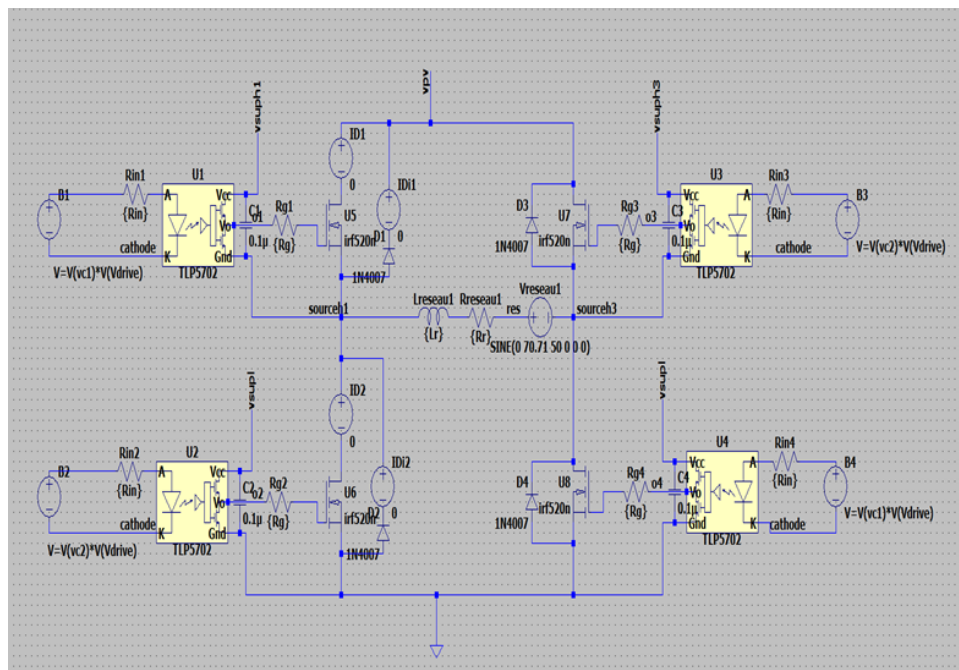 vpv
vsuph1
vsuph3
ID1
0
IDi1
0
U1
Rin1
{Rin}
B1
A
K
Vcc
Vo
Gnd
C1
o1
0.1µ
Rg1
{Rg}
U5
irf520n
D1
1N4007
cathode
V=V(vc1)*V(Vdrive)
TLP5702
D3
1N4007
U7
irf520n
Rg3
{Rg}
o3
C3
0.1µ
U3
Vcc
Vo
Gnd
A
K
Rin3
{Rin}
B3
cathode
V=V(vc2)*V(Vdrive)
TLP5702
sourceh1
Lreseau1
{Lr}
Rreseau1
{Rr}
res
Vreseau1
SINE(0 70.71 50 0 0 0)
sourceh3
vsupl
vsupl
ID2
0
IDi2
0
U2
Rin2
{Rin}
B2
A
K
Vcc
Vo
Gnd
C2
o2
0.1µ
Rg2
{Rg}
U6
irf520n
D2
1N4007
cathode
V=V(vc2)*V(Vdrive)
TLP5702
D4
1N4007
U8
irf520n
Rg4
{Rg}
o4
C4
0.1µ
U4
Vcc
Vo
Gnd
A
K
Rin4
{Rin}
B4
cathode
V=V(vc1)*V(Vdrive)
TLP5702